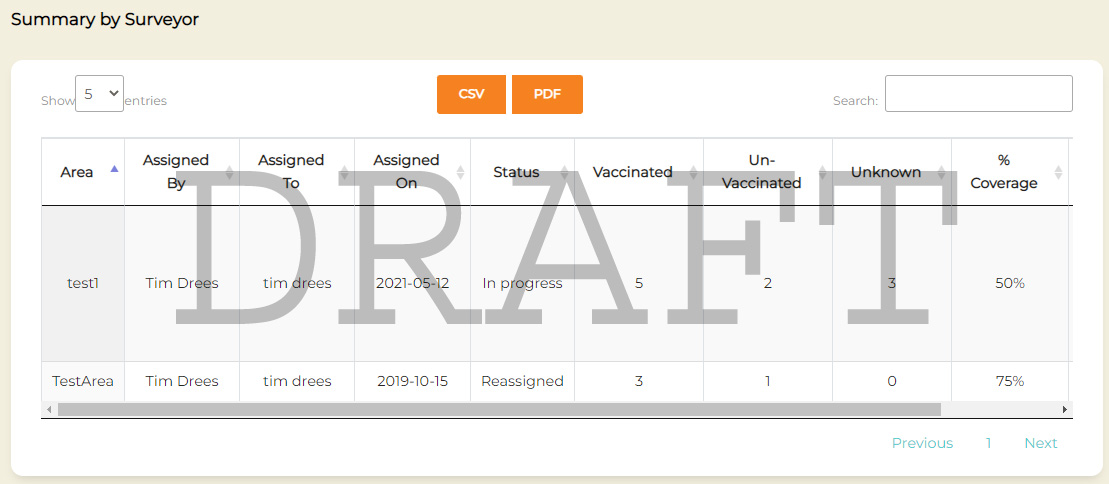 Summary by Surveyor
Show 5 entries
CSV PDF
Search:
Area Assigned By Assigned To Assigned On Status Vaccinated Un-Vaccinated Unknown % Coverage
DRAFT
test1 Tim Drees tim drees 2021-05-12 In progress 5 2 3 50%
TestArea Tim Drees tim drees 2019-10-15 Reassigned 3 1 0 75%
Previous 1 Next